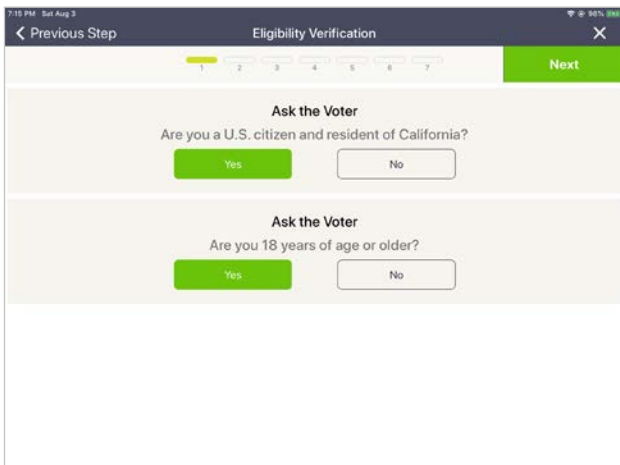 7:15 PM Sat Aug 3 98%
Previous Step Eligibility Verification
Next
1 2 3 4 5 6 7
Ask the Voter
Are you a U.S. citizen and resident of California?
Yes No
Ask the Voter
Are you 18 years of age or older?
Yes No